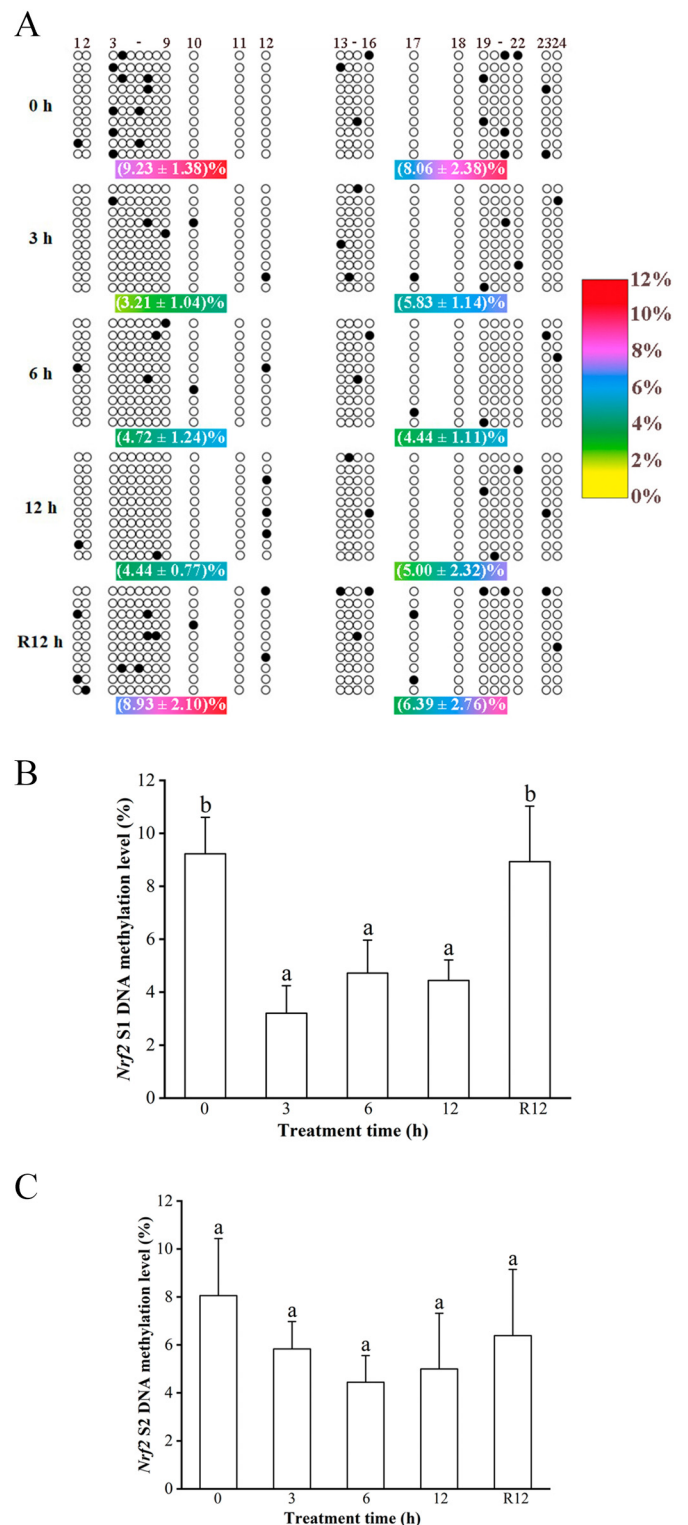 A
1 2 3 - 9 10 11 12 13 - 16 17 18 19 - 22 23 24
0 h
(9.23 ± 1.38)% (8.06 ± 2.38)%
3 h
(3.21 ± 1.04)% (5.83 ± 1.14)%
6 h
(4.72 ± 1.24)% (4.44 ± 1.11)%
12 h
(4.44 ± 0.77)% (5.00 ± 2.32)%
R12 h
(8.93 ± 2.10)% (6.39 ± 2.76)%
12%
10%
8%
6%
4%
2%
0%
B
Nrf2 S1 DNA methylation level (%)
12
10
8
6
4
2
0
b a a a b
0 3 6 12 R12
Treatment time (h)
C
Nrf2 S2 DNA methylation level (%)
12
10
8
6
4
2
0
a a a a a
0 3 6 12 R12
Treatment time (h)